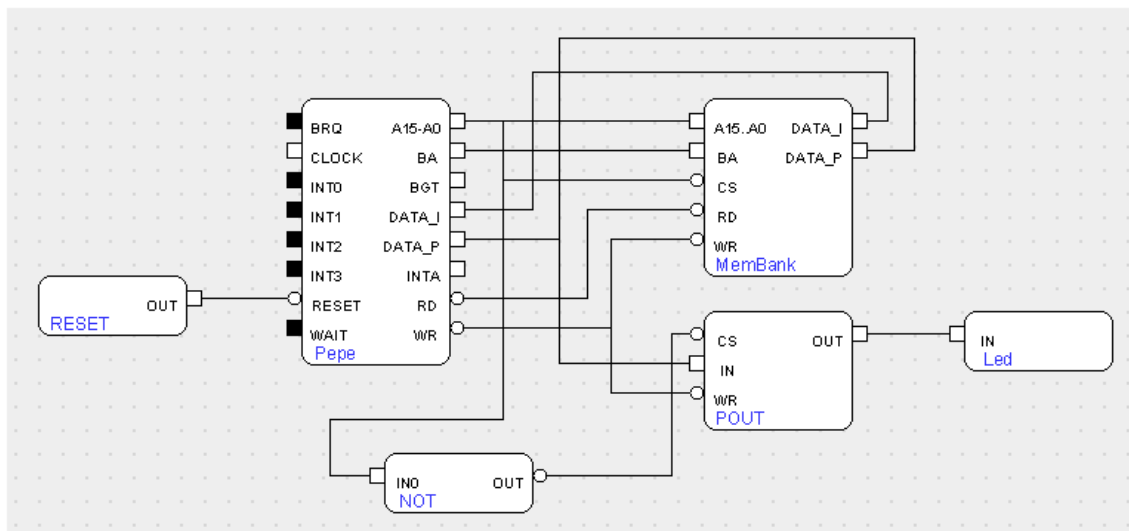 BRQ A15-A0
CLOCK BA
INT0 BGT
INT1 DATA_I
INT2 DATA_P
INT3 INTA
RESET RD
WAIT WR
Pepe
A15..A0 DATA_I
BA DATA_P
CS
RD
WR
MemBank
OUT
RESET
CS OUT
IN
WR
POUT
IN
Led
IN0 OUT
NOT